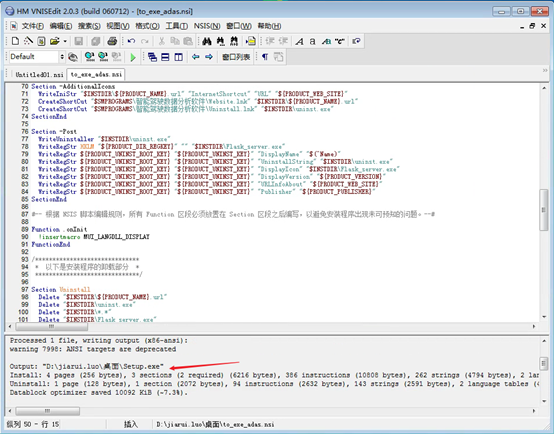 HM VNISEdit 2.0.3 (build 060712) - [to_exe_adas.nsi]
文件(F) 编辑(E) 搜索(S) 视图(V) 格式(O) 工具(T) NSIS(N) 窗口(W) 帮助(H)
Default 窗口列表
Untitled01.nsi to_exe_adas.nsi
70 Section -AdditionalIcons
71 WriteIniStr "$INSTDIR\${PRODUCT_NAME}.url" "InternetShortcut" "URL" "${PRODUCT_WEB_SITE}"
72 CreateShortCut "$SMPROGRAMS\智能驾驶数据分析软件\Website.lnk" "$INSTDIR\${PRODUCT_NAME}.url"
73 CreateShortCut "$SMPROGRAMS\智能驾驶数据分析软件\Uninstall.lnk" "$INSTDIR\uninst.exe"
74 SectionEnd
75
76 Section -Post
77 WriteUninstaller "$INSTDIR\uninst.exe"
78 WriteRegStr HKLM "${PRODUCT_DIR_REGKEY}" "" "$INSTDIR\Flask_server.exe"
79 WriteRegStr ${PRODUCT_UNINST_ROOT_KEY} "${PRODUCT_UNINST_KEY}" "DisplayName" "$(^Name)"
80 WriteRegStr ${PRODUCT_UNINST_ROOT_KEY} "${PRODUCT_UNINST_KEY}" "UninstallString" "$INSTDIR\uninst.exe"
81 WriteRegStr ${PRODUCT_UNINST_ROOT_KEY} "${PRODUCT_UNINST_KEY}" "DisplayIcon" "$INSTDIR\Flask_server.exe"
82 WriteRegStr ${PRODUCT_UNINST_ROOT_KEY} "${PRODUCT_UNINST_KEY}" "DisplayVersion" "${PRODUCT_VERSION}"
83 WriteRegStr ${PRODUCT_UNINST_ROOT_KEY} "${PRODUCT_UNINST_KEY}" "URLInfoAbout" "${PRODUCT_WEB_SITE}"
84 WriteRegStr ${PRODUCT_UNINST_ROOT_KEY} "${PRODUCT_UNINST_KEY}" "Publisher" "${PRODUCT_PUBLISHER}"
85 SectionEnd
86
87 #-- 根据 NSIS 脚本编辑规则，所有 Function 区段必须放置在 Section 区段之后编写，以避免安装程序出现未可预知的问题。--#
88
89 Function .onInit
90 !insertmacro MUI_LANGDLL_DISPLAY
91 FunctionEnd
92
93 /******************************
94 * 以下是安装程序的卸载部分 *
95 ******************************/
96
97 Section Uninstall
98 Delete "$INSTDIR\${PRODUCT_NAME}.url"
99 Delete "$INSTDIR\uninst.exe"
100 Delete "$INSTDIR\*.*"
101 Delete "$INSTDIR\Flask_server.exe"
Processed 1 file, writing output (x86-ansi):
warning 7998: ANSI targets are deprecated
Output: "D:\jiarui.luo\桌面\Setup.exe"
Install: 4 pages (256 bytes), 3 sections (2 required) (6216 bytes), 386 instructions (10808 bytes), 262 strings (4794 bytes), 2 lan
Uninstall: 1 page (128 bytes), 1 section (2072 bytes), 94 instructions (2632 bytes), 143 strings (2591 bytes), 2 language tables (4
Datablock optimizer saved 10092 KiB (~7.3%).
列 50 - 行 15 插入 D:\jiarui.luo\桌面\to_exe_adas.nsi